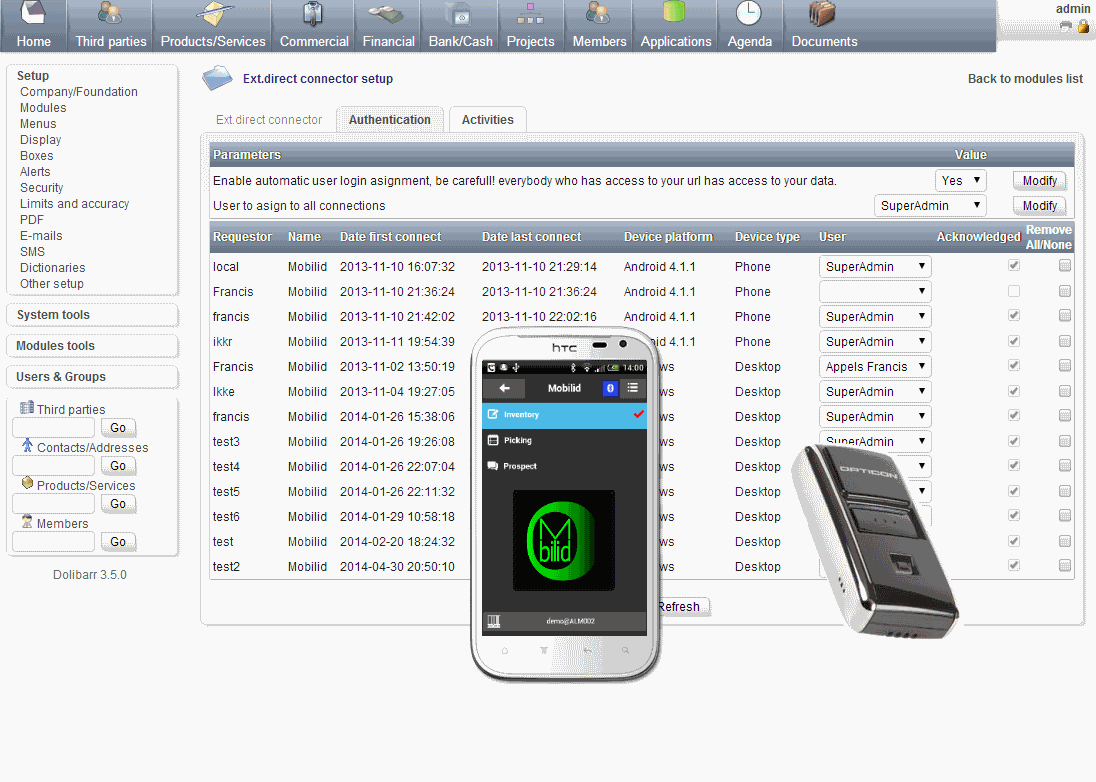 admin
Home Third parties Products/Services Commercial Financial Bank/Cash Projects Members Applications Agenda Documents
Setup
Company/Foundation
Modules
Menus
Display
Boxes
Alerts
Security
Limits and accuracy
PDF
E-mails
SMS
Dictionaries
Other setup
System tools
Modules tools
Users & Groups
Third parties
Go
Contacts/Addresses
Go
Products/Services
Go
Members
Go
Dolibarr 3.5.0
Ext.direct connector setup Back to modules list
Ext.direct connector Authentication Activities
Parameters Value
Enable automatic user login asignment, be carefull! everybody who has access to your url has access to your data. Yes Modify
User to asign to all connections SuperAdmin Modify
Requestor Name Date first connect Date last connect Device platform Device type User Acknowledged Remove All/None
local Mobilid 2013-11-10 16:07:32 2013-11-10 21:29:14 Android 4.1.1 Phone SuperAdmin
Francis Mobilid 2013-11-10 21:36:24 2013-11-10 21:36:24 Android 4.1.1 Phone
francis Mobilid 2013-11-10 21:42:02 2013-11-10 22:02:16 Android 4.1.1 Phone SuperAdmin
ikkr Mobilid 2013-11-11 19:54:39 4.1.1 Phone SuperAdmin
Francis Mobilid 2013-11-02 13:50:19 ws Desktop Appels Francis
Ikke Mobilid 2013-11-04 19:27:05 ws Desktop SuperAdmin
francis Mobilid 2014-01-26 15:38:06 ws Desktop SuperAdmin
test3 Mobilid 2014-01-26 19:26:08 ws Desktop SuperAdmin
test4 Mobilid 2014-01-26 22:07:04 ws Desktop
test5 Mobilid 2014-01-26 22:11:32 ws Desktop
test6 Mobilid 2014-01-29 10:58:18 ws Desktop
test Mobilid 2014-02-20 18:24:32 ws Desktop
test2 Mobilid 2014-04-30 20:50:10 ws Desktop
Refresh
hTC
14:00
Mobilid
Inventory
Picking
Prospect
M
bilid
demo@ALM002
OPTICON